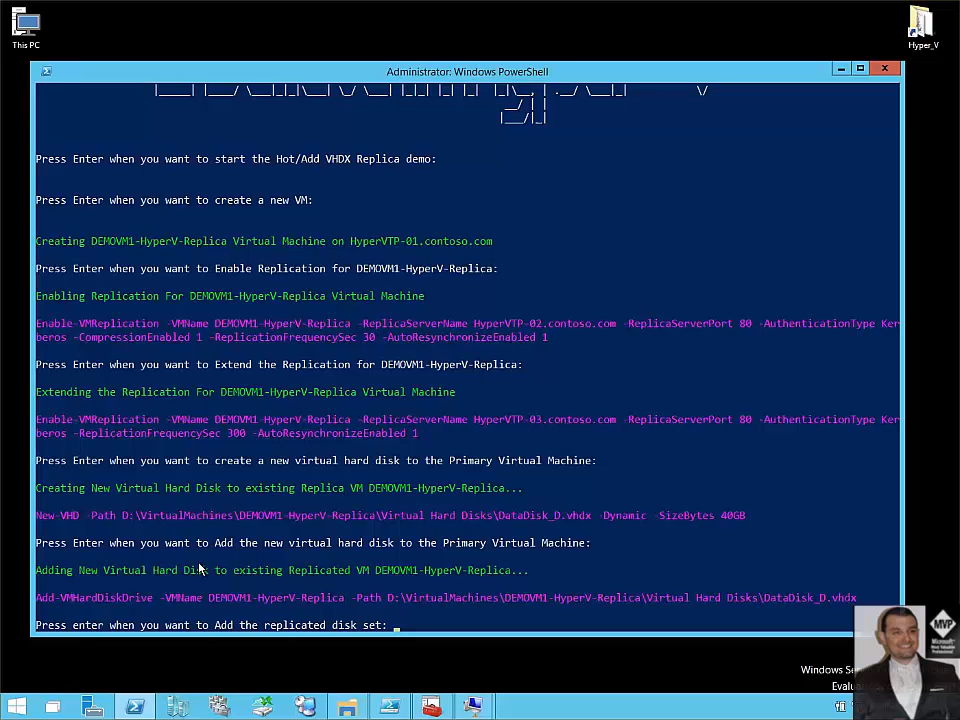 This PC
Hyper_V
Administrator: Windows PowerShell
Press Enter when you want to start the Hot/Add VHDX Replica demo:
Press Enter when you want to create a new VM:
Creating DEMOVM1-HyperV-Replica Virtual Machine on HyperVTP-01.contoso.com
Press Enter when you want to Enable Replication for DEMOVM1-HyperV-Replica:
Enabling Replication For DEMOVM1-HyperV-Replica Virtual Machine
Enable-VMReplication -VMName DEMOVM1-HyperV-Replica -ReplicaServerName HyperVTP-02.contoso.com -ReplicaServerPort 80 -AuthenticationType Ker
beros -CompressionEnabled 1 -ReplicationFrequencySec 30 -AutoResynchronizeEnabled 1
Press Enter when you want to Extend the Replication for DEMOVM1-HyperV-Replica:
Extending the Replication For DEMOVM1-HyperV-Replica Virtual Machine
Enable-VMReplication -VMName DEMOVM1-HyperV-Replica -ReplicaServerName HyperVTP-03.contoso.com -ReplicaServerPort 80 -AuthenticationType Ker
beros -ReplicationFrequencySec 300 -AutoResynchronizeEnabled 1
Press Enter when you want to create a new virtual hard disk to the Primary Virtual Machine:
Creating New Virtual Hard Disk to existing Replica VM DEMOVM1-HyperV-Replica...
New-VHD -Path D:\VirtualMachines\DEMOVM1-HyperV-Replica\Virtual Hard Disks\DataDisk_D.vhdx -Dynamic -SizeBytes 40GB
Press Enter when you want to Add the new virtual hard disk to the Primary Virtual Machine:
Adding New Virtual Hard Disk to existing Replicated VM DEMOVM1-HyperV-Replica...
Add-VMHardDiskDrive -VMName DEMOVM1-HyperV-Replica -Path D:\VirtualMachines\DEMOVM1-HyperV-Replica\Virtual Hard Disks\DataDisk_D.vhdx
Press enter when you want to Add the replicated disk set:
MVP
Microsoft
Windows